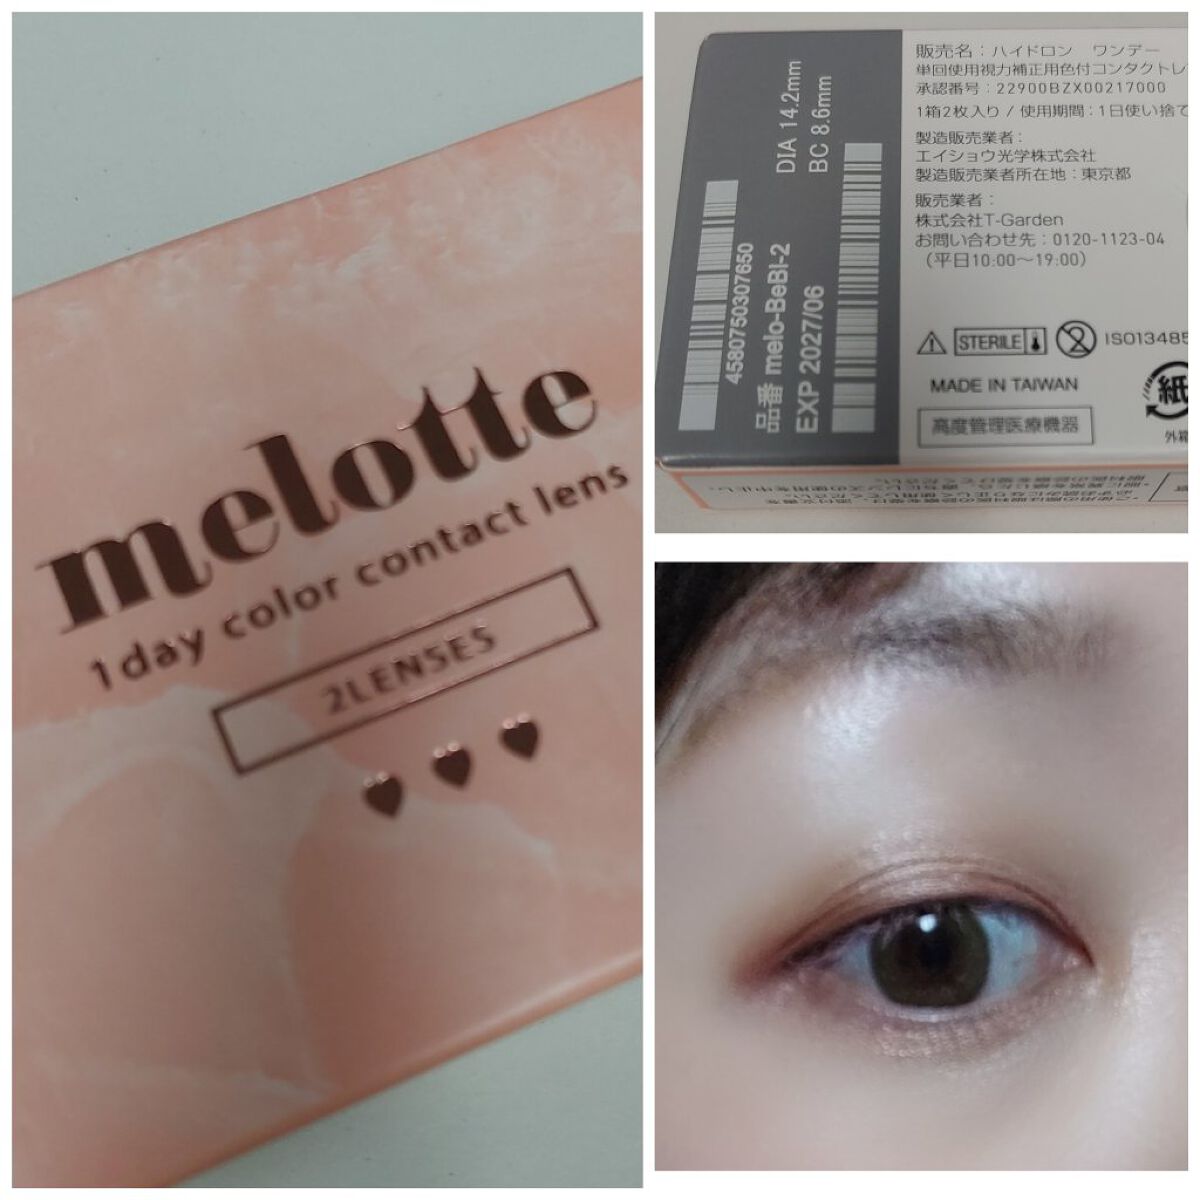 melotte
1day color contact lens
2LENSES
DIA 14.2mm
BC 8.6mm
4580750307650
品番 melo-BeBl-2
EXP 2027/06
販売名：ハイドロン ワンデー
単回使用視力補正用色付コンタクトレ
承認番号：22900BZX00217000
1箱2枚入り / 使用期間：1日使い捨て
製造販売業者：
エイショウ光学株式会社
製造販売業者所在地：東京都
販売業者：
株式会社T-Garden
お問い合わせ先：0120-1123-04
（平日10:00～19:00）
STERILE
2
ISO13485
MADE IN TAIWAN
紙
外箱
高度管理医療機器